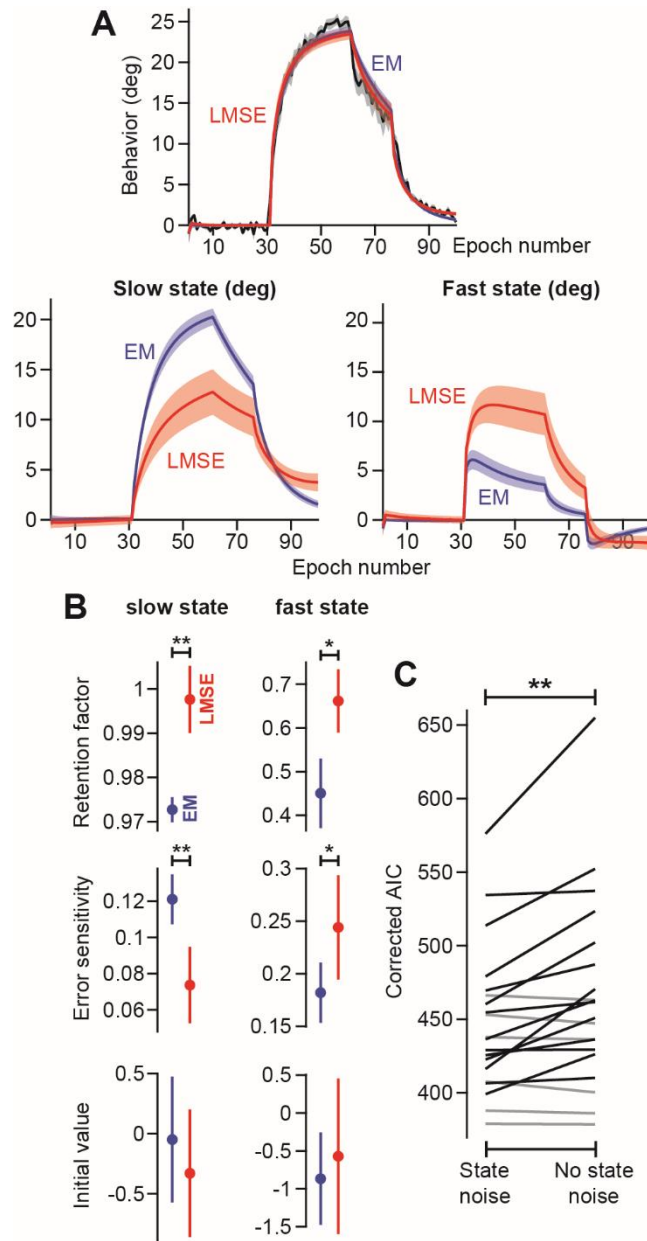 A
Behavior (deg)
25
20
15
10
5
0
LMSE
EM
10 30 50 70 90
Epoch number
Slow state (deg)
20
15
10
5
0
EM
LMSE
10 30 50 70 90
Fast state (deg)
20
15
10
5
0
LMSE
EM
10 30 50 70 90
Epoch number
B
slow state fast state
Retention factor
**
1
0.99
0.98
0.97
LMSE
EM
*
0.7
0.6
0.5
0.4
Error sensitivity
**
0.12
0.1
0.08
0.06
*
0.3
0.25
0.2
0.15
Initial value
0.5
0
-0.5
0.5
0
-0.5
-1
-1.5
C
**
Corrected AIC
650
600
550
500
450
400
State noise
No state noise